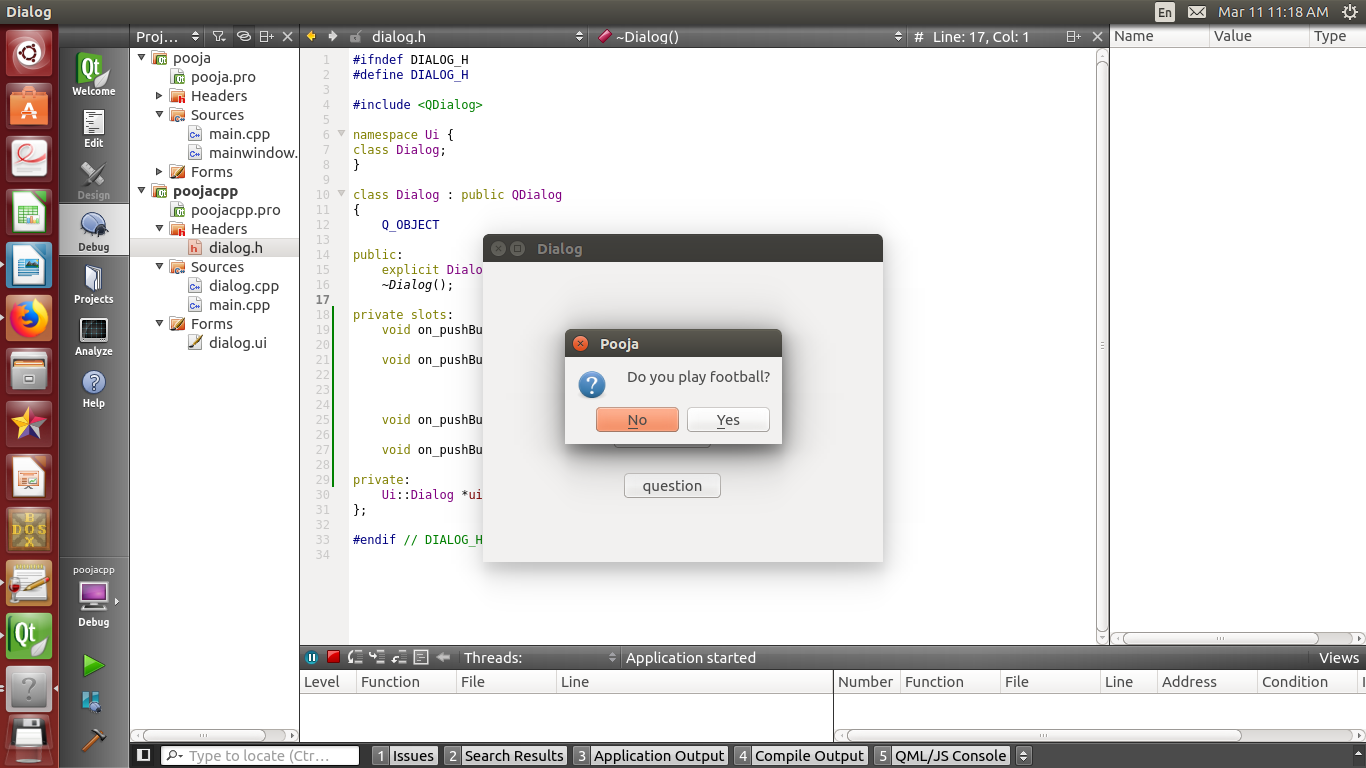 Dialog
En
Mar 11 11:18 AM
Proj...
dialog.h
~Dialog()
# Line: 17, Col: 1
Name Value Type
Qt
Welcome
Edit
Design
Debug
Projects
Analyze
Help
poojacpp
Debug
pooja
pooja.pro
Headers
Sources
main.cpp
mainwindow.
Forms
poojacpp
poojacpp.pro
Headers
dialog.h
Sources
dialog.cpp
main.cpp
Forms
dialog.ui
1 #ifndef DIALOG_H
2 #define DIALOG_H
3
4 #include <QDialog>
5
6 namespace Ui {
7 class Dialog;
8 }
9
10 class Dialog : public QDialog
11 {
12 Q_OBJECT
13
14 public:
15 explicit Dialo
16 ~Dialog();
17
18 private slots:
19 void on_pushBu
20
21 void on_pushBu
22
23
24
25 void on_pushBu
26
27 void on_pushBu
28
29 private:
30 Ui::Dialog *ui
31 };
32
33 #endif // DIALOG_H
34
Dialog
Pooja
Do you play football?
No Yes
question
Threads:
Application started
Views
Level Function File Line
Number Function File Line Address Condition I
Type to locate (Ctr...
1 Issues
2 Search Results
3 Application Output
4 Compile Output
5 QML/JS Console